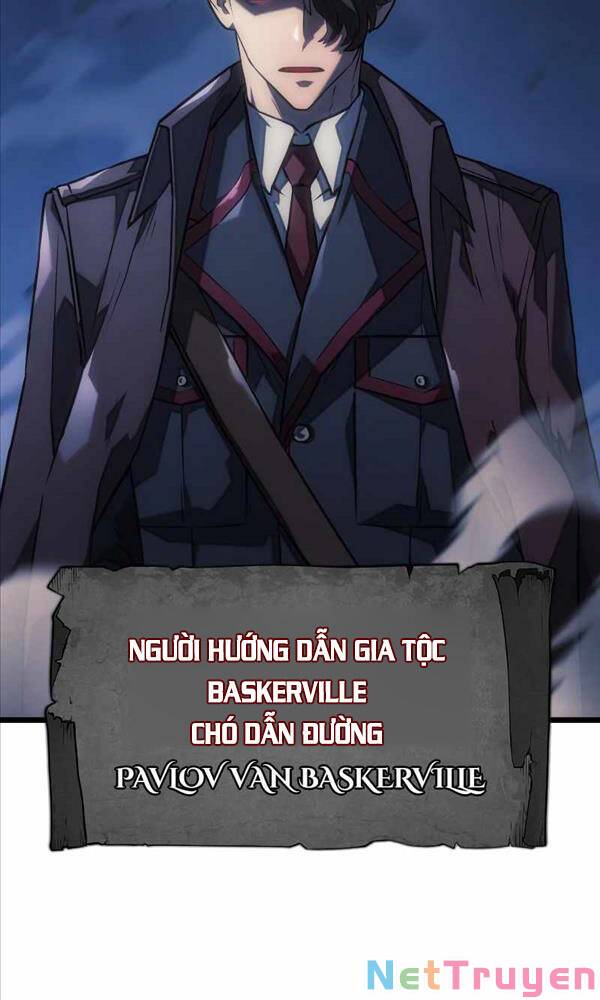 NGƯỜI HƯỚNG DẪN GIA TỘC
BASKERVILLE
CHÓ DẪN ĐƯỜNG
PAVLOV VAN BASKERVILLE
NetTruyen